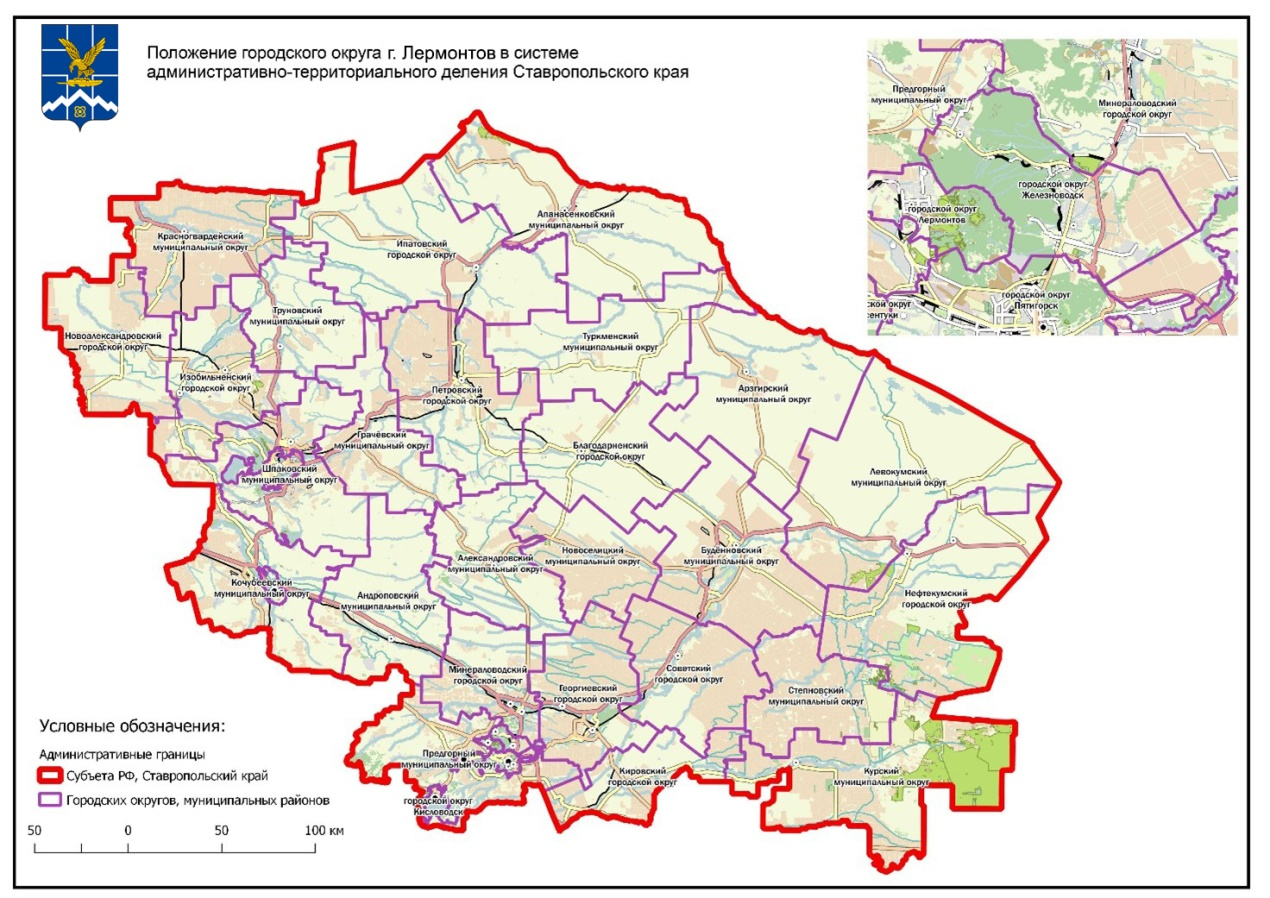 Положение городского округа г. Лермонтов в системе
административно-территориального деления Ставропольского края
Предгорный
муниципальный округ
Минераловодский
городской округ
городской округ
Железноводск
городской округ
Лермонтов
городской округ
Пятигорск
ской округ
сентуки
Апанасенковский
муниципальный округ
Красногвардейский
муниципальный округ
Ипатовский
городской округ
Труновский
муниципальный округ
Новоалександровский
городской округ
Туркменский
муниципальный округ
Изобильненский
городской округ
Петровский
городской округ
Арзгирский
муниципальный округ
Грачёвский
муниципальный округ
Благодарненский
городской округ
Шпаковский
муниципальный округ
Левокумский
муниципальный округ
Александровский
муниципальный округ
Новоселицкий
муниципальный округ
Будённовский
муниципальный округ
Кочубеевский
муниципальный округ
Андроповский
муниципальный округ
Нефтекумский
городской округ
Минераловодский
городской округ
Георгиевский
городской округ
Советский
городской округ
Степновский
муниципальный округ
Предгорный
муниципальный округ
Кировский
городской округ
Курский
муниципальный округ
городской округ
Кисловодск
Условные обозначения:
Административные границы
Субъета РФ, Ставропольский край
Городских округов, муниципальных районов
50 0 50 100 км